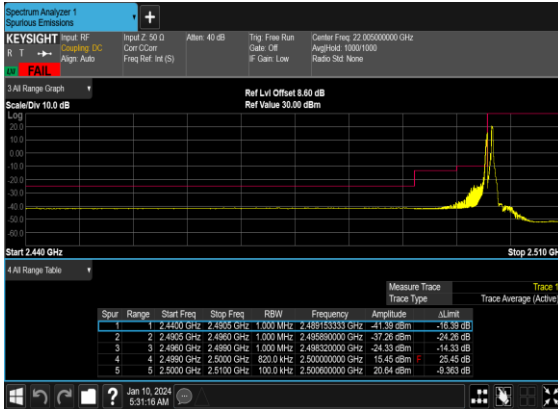 Spectrum Analyzer 1
Spurious Emissions
+
KEYSIGHT Input: RF Input Z: 50 Ω Atten: 40 dB Trig: Free Run Center Freq: 22.005000000 GHz
R T Coupling: DC Corr CCorr Gate: Off Avg|Hold: 1000/1000
Align: Auto Freq Ref: Int (S) IF Gain: Low Radio Std: None
FAIL
3 All Range Graph Ref Lvl Offset 8.60 dB
Scale/Div 10.0 dB Ref Value 30.00 dBm
Log
20.0
10.0
0.00
-10.0
-20.0
-30.0
-40.0
-50.0
-60.0
Start 2.440 GHz Stop 2.510 GH
4 All Range Table
Measure Trace Trace 1
Trace Type Trace Average (Active)
Spur Range Start Freq Stop Freq RBW Frequency Amplitude ΔLimit
1 1 2.4400 GHz 2.4905 GHz 1.000 MHz 2.489153333 GHz -41.39 dBm -16.39 dB
2 2 2.4905 GHz 2.4960 GHz 1.000 MHz 2.495890000 GHz -37.26 dBm -24.26 dB
3 3 2.4960 GHz 2.4990 GHz 1.000 MHz 2.498320000 GHz -24.33 dBm -14.33 dB
4 4 2.4990 GHz 2.5000 GHz 820.0 kHz 2.500000000 GHz 15.45 dBm F 25.45 dB
5 5 2.5000 GHz 2.5100 GHz 100.0 kHz 2.500600000 GHz 20.64 dBm -9.363 dB
? Jan 10, 2024
5:31:16 AM